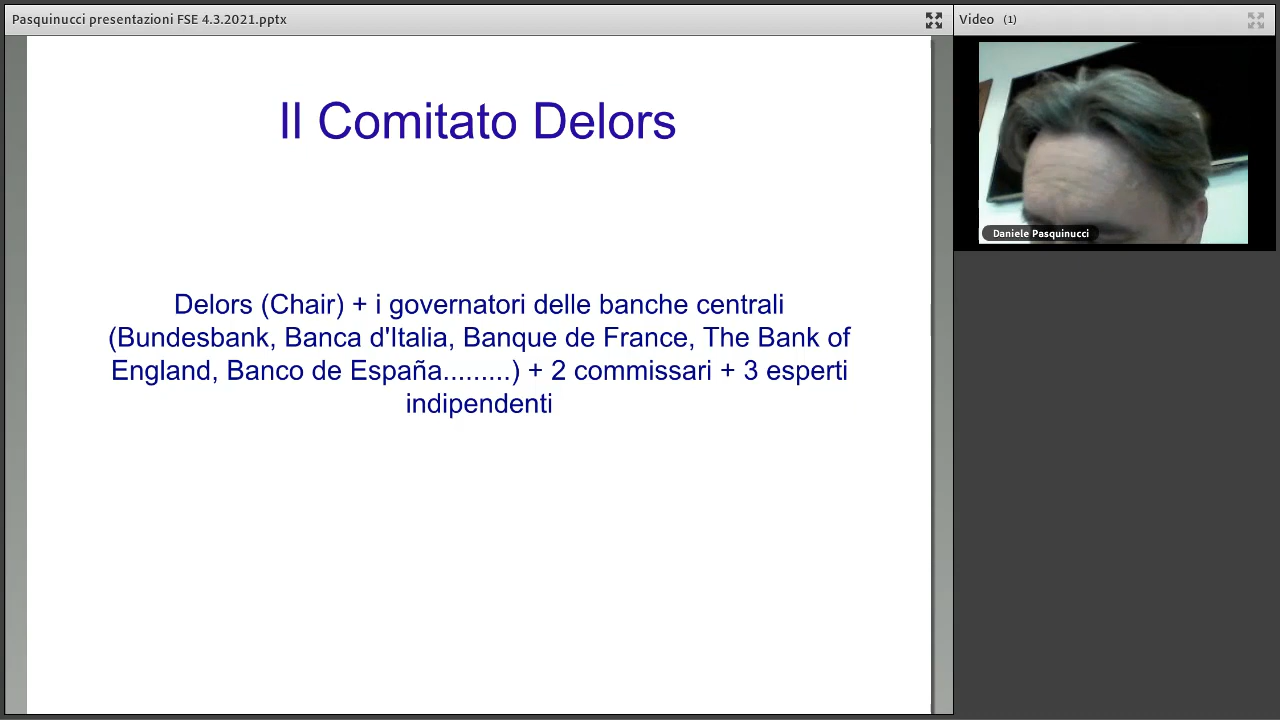 Pasquinucci presentazioni FSE 4.3.2021.pptx
Video (1)
Il Comitato Delors
Delors (Chair) + i governatori delle banche centrali
(Bundesbank, Banca d'Italia, Banque de France, The Bank of
England, Banco de España.........) + 2 commissari + 3 esperti
indipendenti
Daniele Pasquinucci